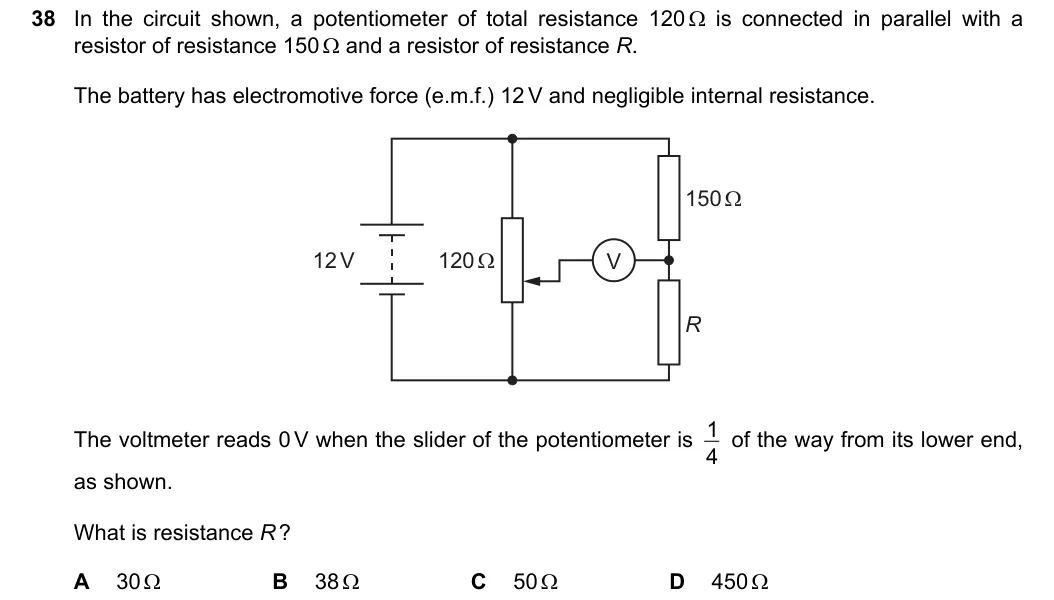 38 In the circuit shown, a potentiometer of total resistance 120 Ω is connected in parallel with a
resistor of resistance 150 Ω and a resistor of resistance R.
The battery has electromotive force (e.m.f.) 12 V and negligible internal resistance.
150 Ω
12 V
120 Ω
V
R
The voltmeter reads 0 V when the slider of the potentiometer is 1/4 of the way from its lower end,
as shown.
What is resistance R?
A 30 Ω B 38 Ω C 50 Ω D 450 Ω